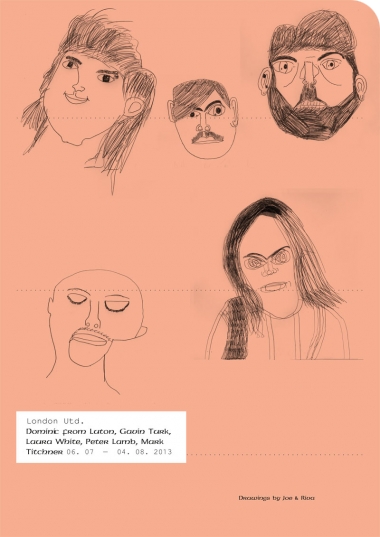 London Utd.
Dominic from Luton, Gavin Turk,
Laura White, Peter Lamb, Mark
Titchner 06. 07 — 04. 08. 2013
Drawings by Joe & Rioa